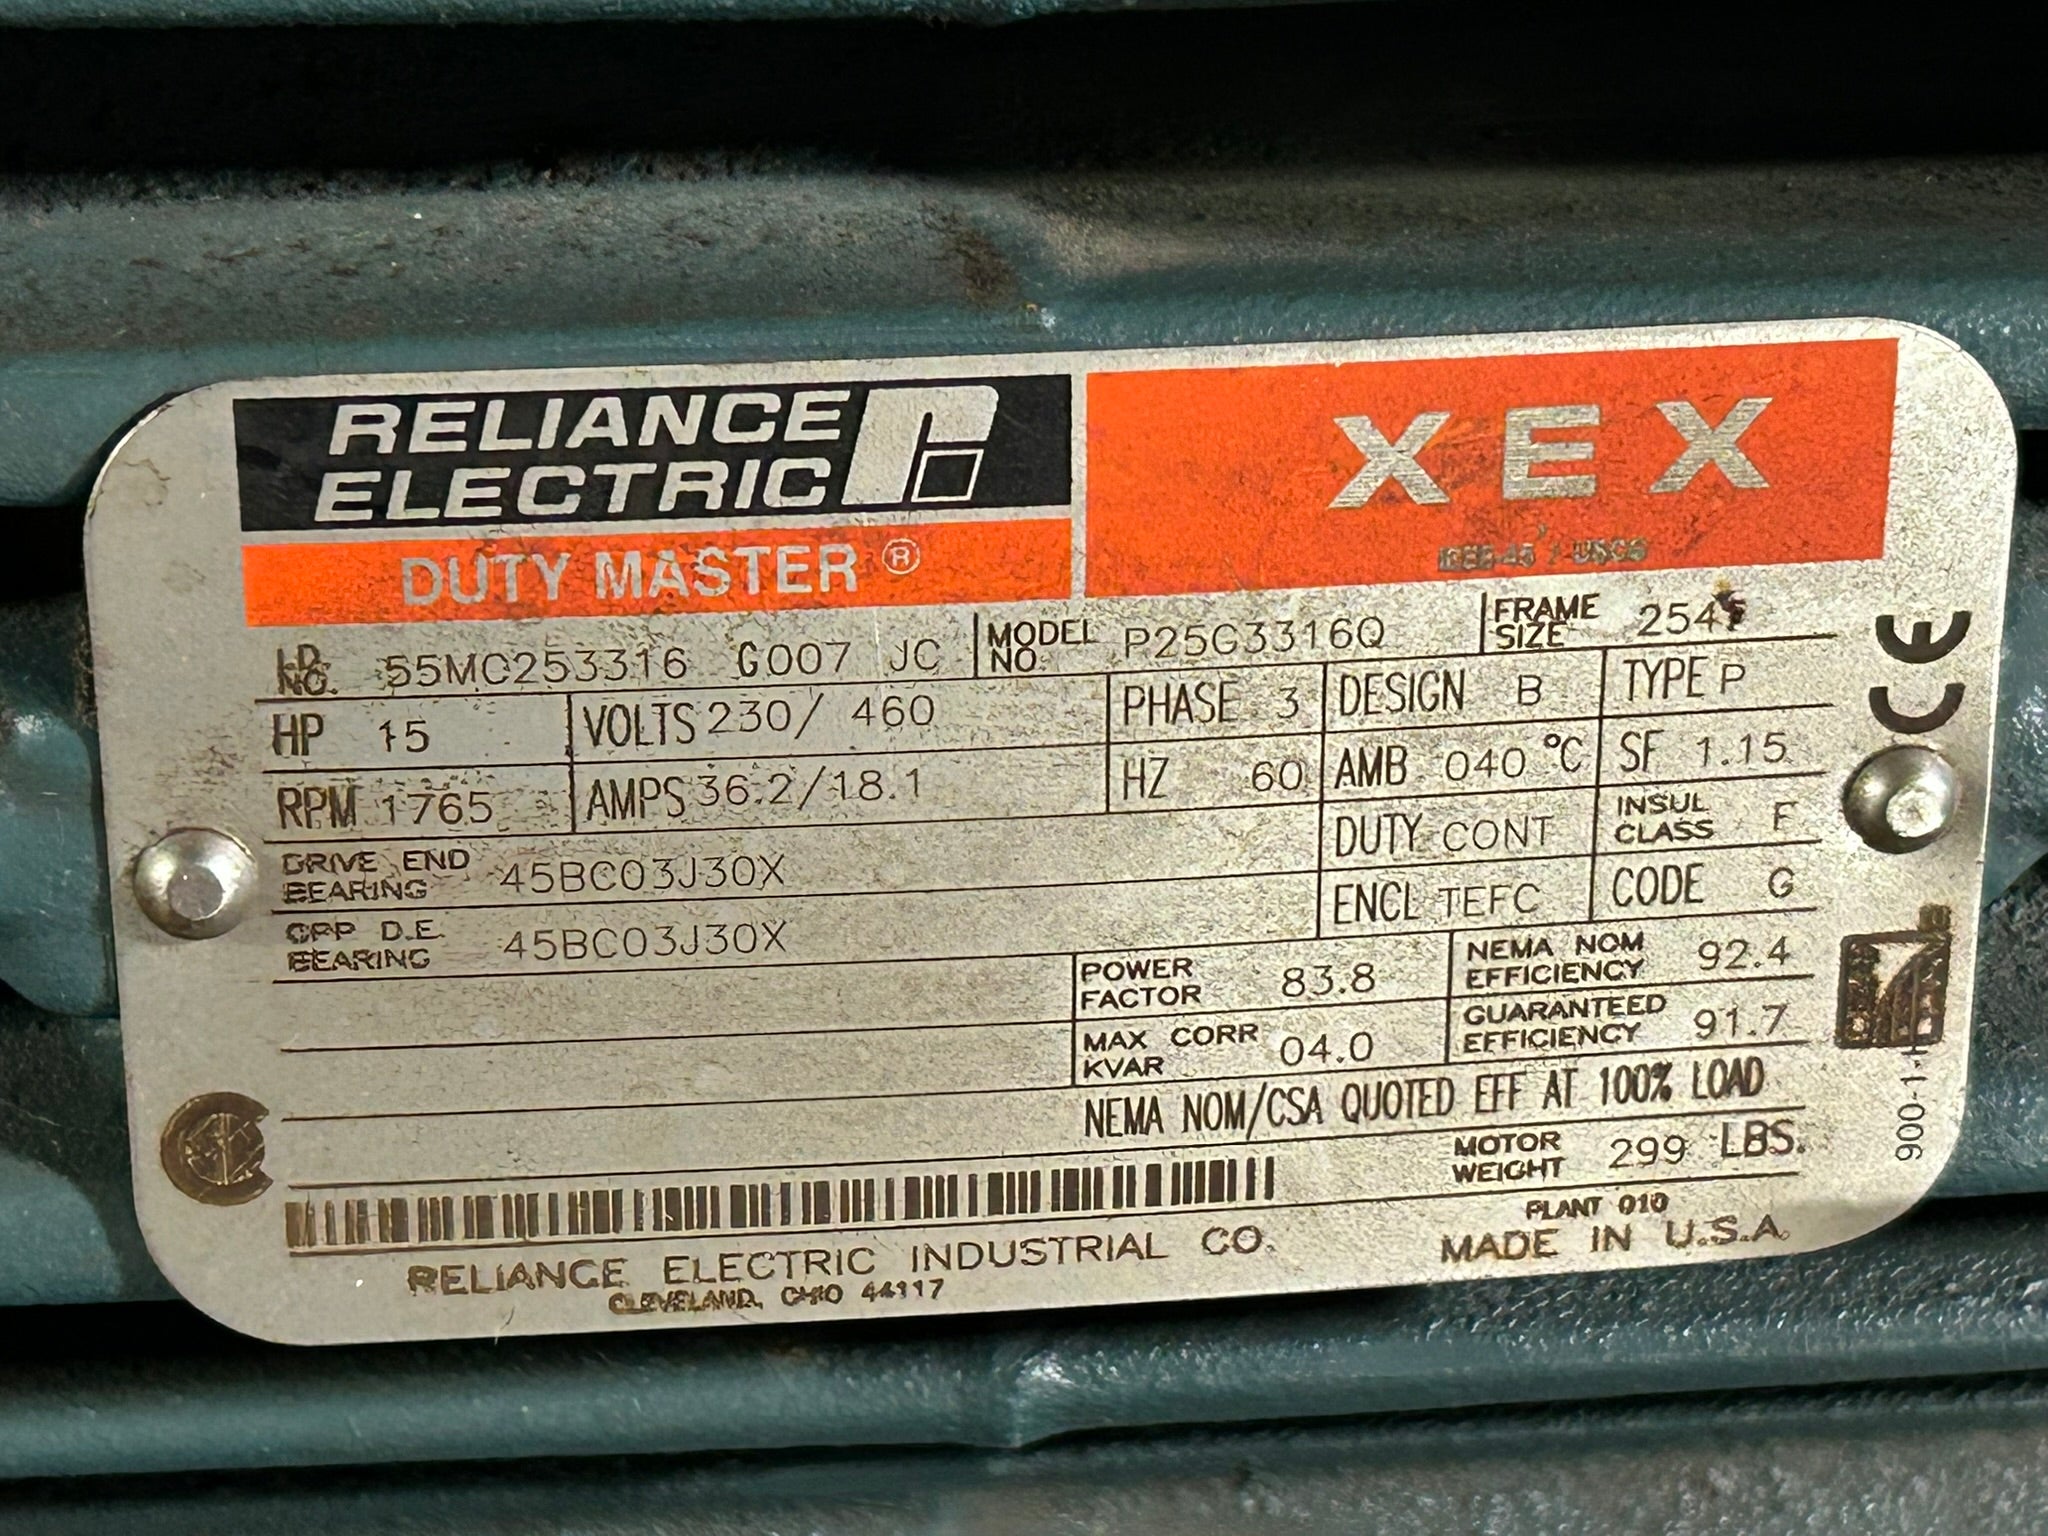 RELIANCE
ELECTRIC
DUTY MASTER®
XEX
I.D. NO. 55MC253316 G007 JC MODEL NO. P25G3316Q FRAME SIZE
HP 15 VOLTS 230/ 460 PHASE 3 DESIGN B TYPE P
RPM 1765 AMPS 36.2/18.1 HZ 60 AMB 040 °C SF 1.15
DUTY CONT INSUL CLASS F
DRIVE END BEARING 45BC03J30X
ENCL TEFC CODE G
OPP D.E. BEARING 45BC03J30X
POWER FACTOR 83.8 NEMA NOM EFFICIENCY 92.4
MAX CORR KVAR 04.0 GUARANTEED EFFICIENCY 91.7
NEMA NOM/CSA QUOTED EFF AT 100% LOAD
MOTOR WEIGHT 299 LBS.
PLANT 010
RELIANCE ELECTRIC INDUSTRIAL CO.
CLEVELAND, OHIO 44117
MADE IN U.S.A.
CE